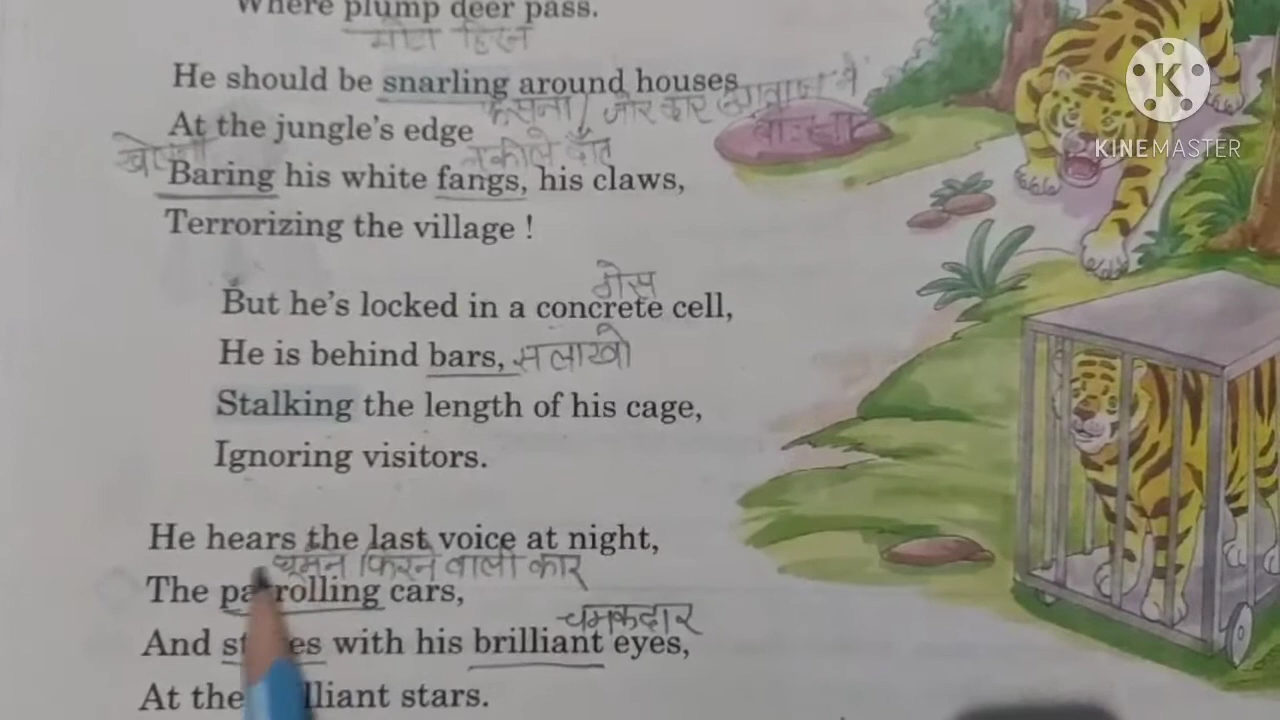 Where plump deer pass.
मोटा हिरन
He should be snarling around houses
At the jungle's edge
नुकीले दाँत
Baring his white fangs, his claws,
Terrorizing the village !
गेस
But he's locked in a concrete cell,
He is behind bars, सलाखो
Stalking the length of his cage,
Ignoring visitors.
He hears the last voice at night,
घूमने फिरने वाली कार
The patrolling cars,
चमकदार
And stares with his brilliant eyes,
At the brilliant stars.
K
KINEMASTER